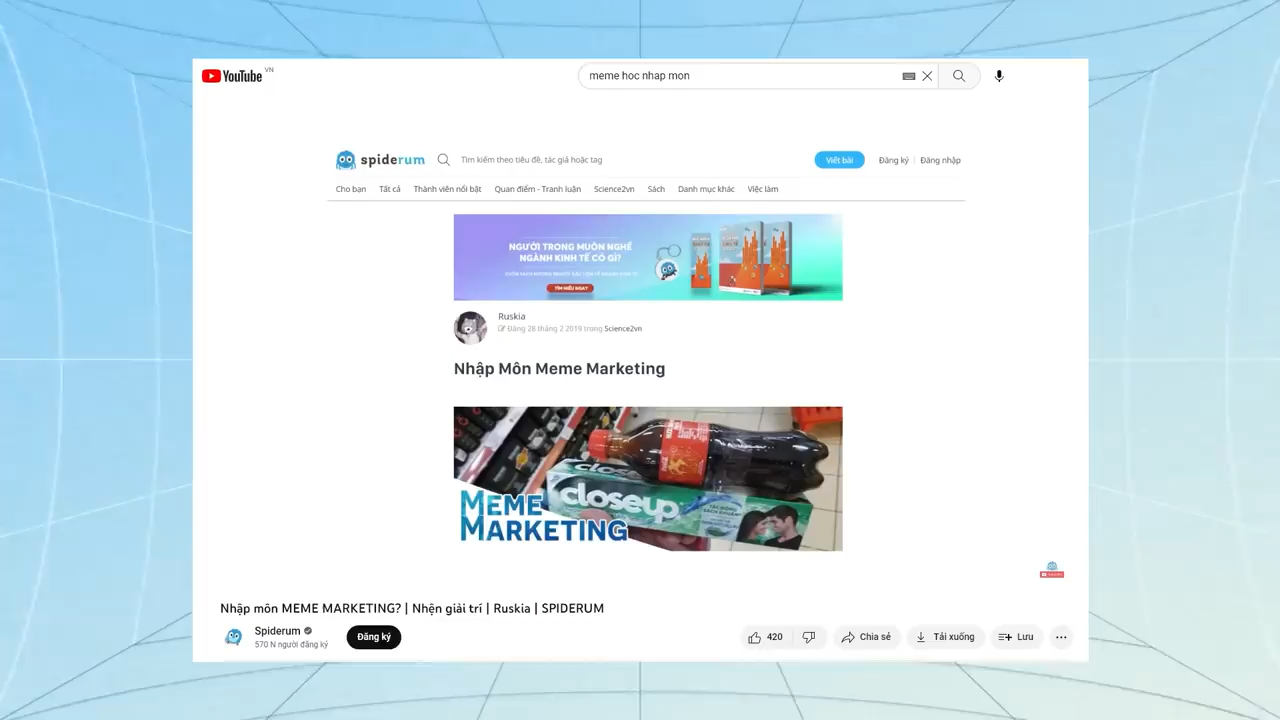 YouTube VN
meme hoc nhap mon
spiderum
Tìm kiếm theo tiêu đề, tác giả hoặc tag
Viết bài
Đăng ký
Đăng nhập
Cho bạn
Tất cả
Thành viên nổi bật
Quan điểm - Tranh luận
Science2vn
Sách
Danh mục khác
Việc làm
NGƯỜI TRONG MUÔN NGHỀ
NGÀNH KINH TẾ CÓ GÌ?
TÌM HIỂU NGAY
Ruskia
Đăng 28 tháng 2 2019 trong Science2vn
Nhập Môn Meme Marketing
closeup
closeup
MEME
MARKETING
Nhập môn MEME MARKETING? | Nhện giải trí | Ruskia | SPIDERUM
Spiderum
570 N người đăng ký
Đăng ký
420
Chia sẻ
Tải xuống
Lưu